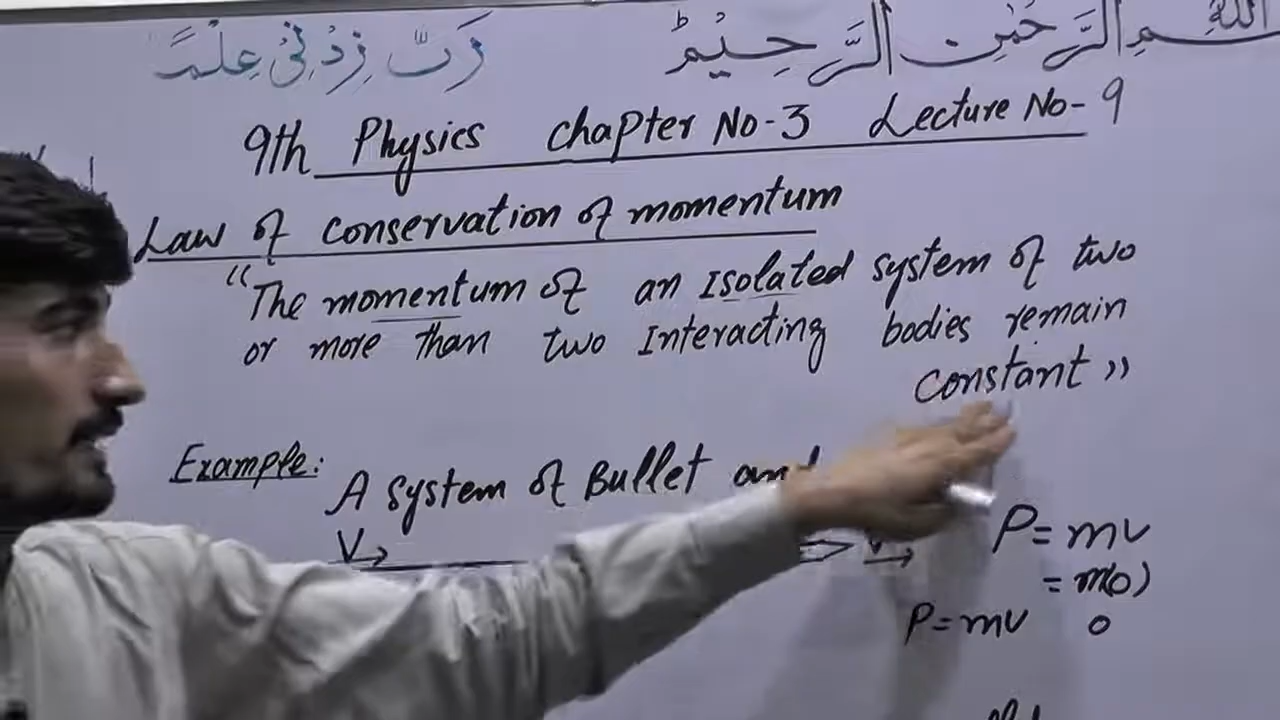 رَبِّ زِدْنِیْ عِلْمًا
اللهِ الرَّحْمٰنِ الرَّحِيْمِ
9th Physics chapter No-3 Lecture No-9
Law of conservation of momentum
"The momentum of an Isolated system of two
or more than two Interacting bodies remain
constant"
Example:
A system of Bullet and
V→
V→
P=mv
=m(o)
P=mv o